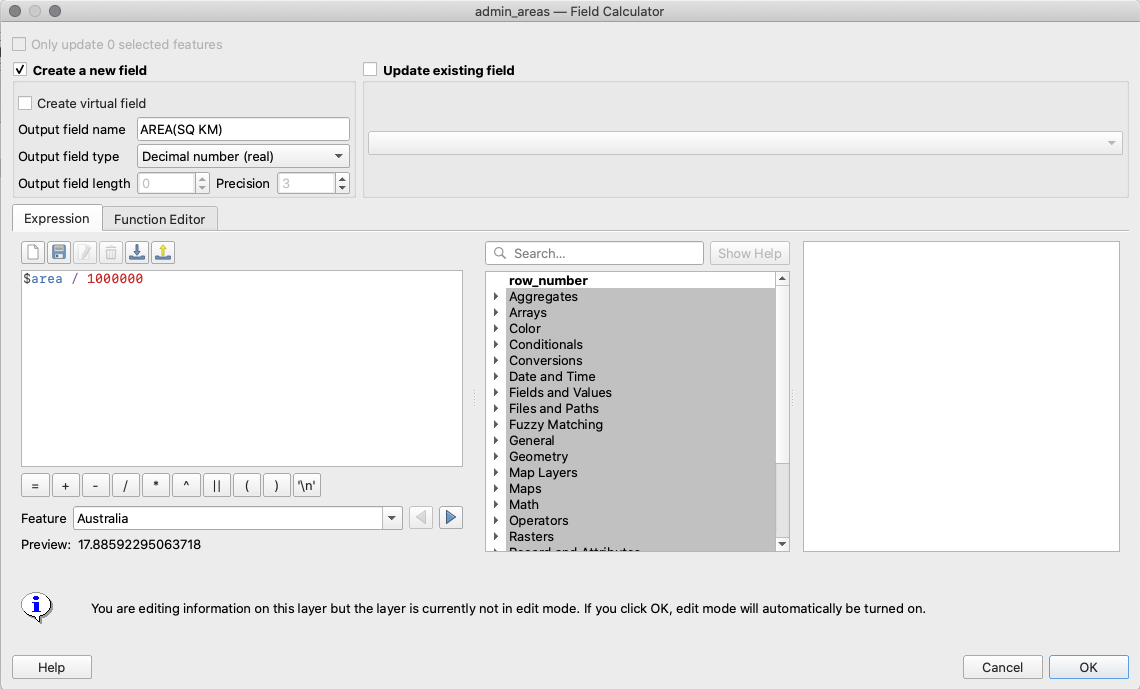 admin_areas — Field Calculator
Only update 0 selected features
Create a new field
Update existing field
Create virtual field
Output field name AREA(SQ KM)
Output field type Decimal number (real)
Output field length 0 Precision 3
Expression Function Editor
Search… Show Help
$area / 1000000
row_number
Aggregates
Arrays
Color
Conditionals
Conversions
Date and Time
Fields and Values
Files and Paths
Fuzzy Matching
General
Geometry
Map Layers
Maps
Math
Operators
Rasters
Record and Attributes
= + - / * ^ || ( ) '\n'
Feature Australia
Preview: 17.88592295063718
You are editing information on this layer but the layer is currently not in edit mode. If you click OK, edit mode will automatically be turned on.
Help Cancel OK